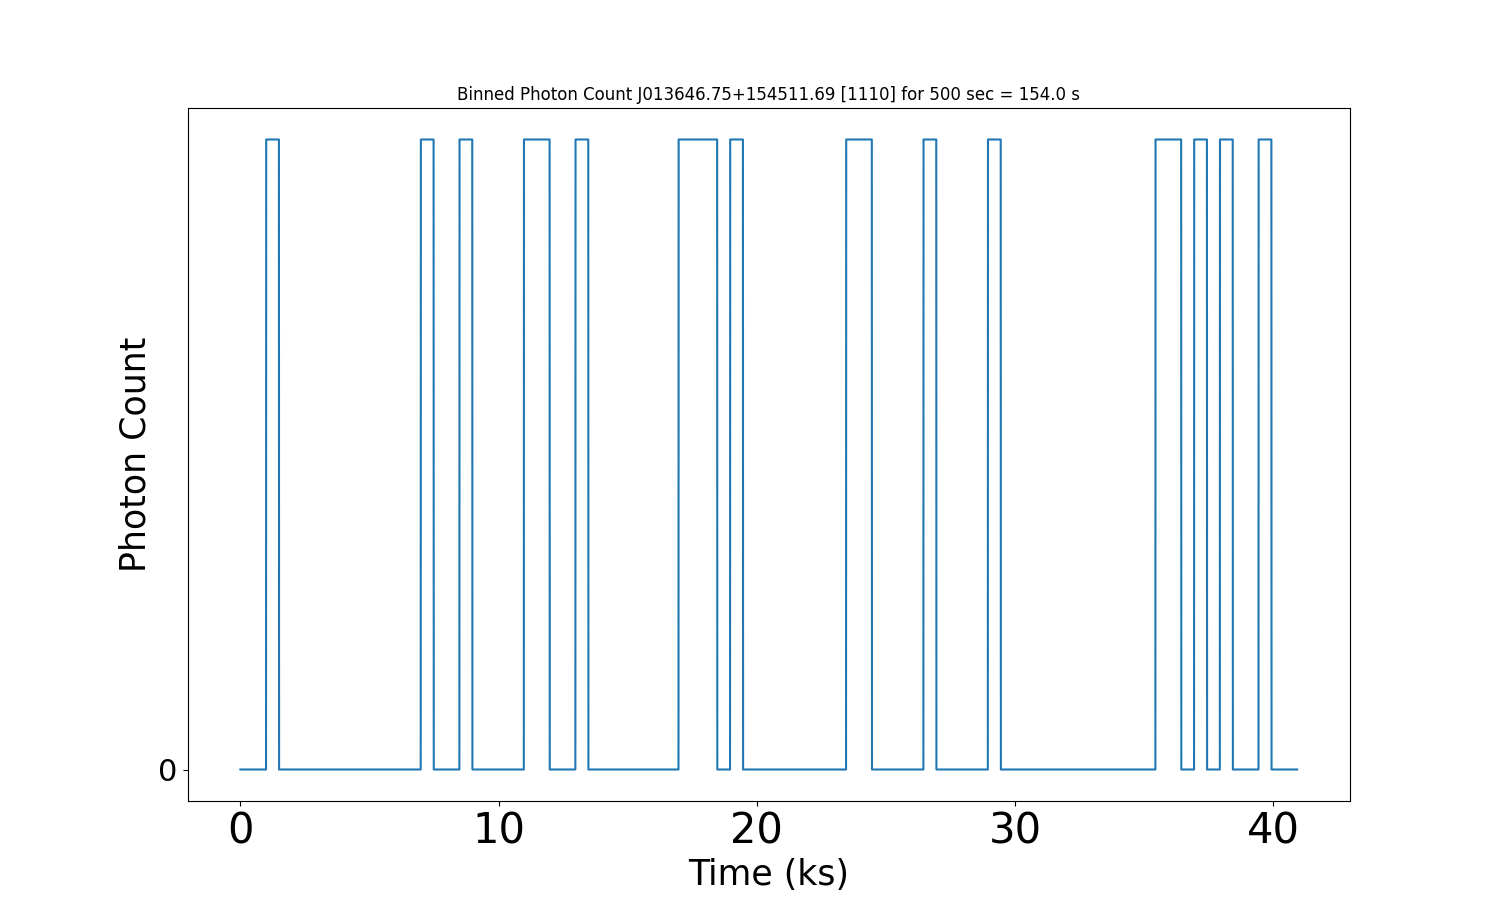 Binned Photon Count J013646.75+154511.69 [1110] for 500 sec = 154.0 s
Photon Count
0
0 10 20 30 40
Time (ks)